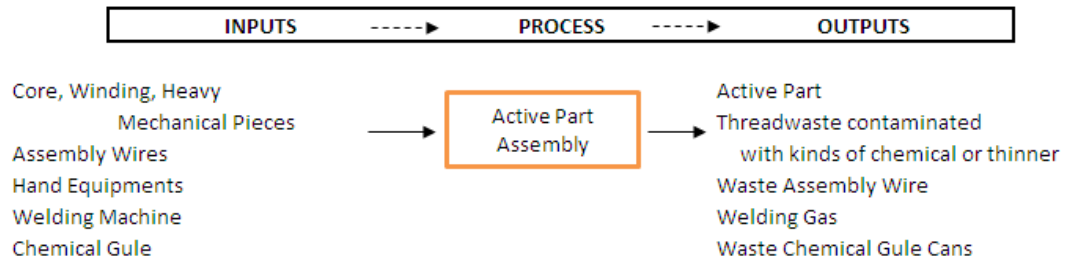 INPUTS PROCESS OUTPUTS
Core, Winding, Heavy
Mechanical Pieces
Assembly Wires
Hand Equipments
Welding Machine
Chemical Gule
Active Part
Assembly
Active Part
Threadwaste contaminated
with kinds of chemical or thinner
Waste Assembly Wire
Welding Gas
Waste Chemical Gule Cans